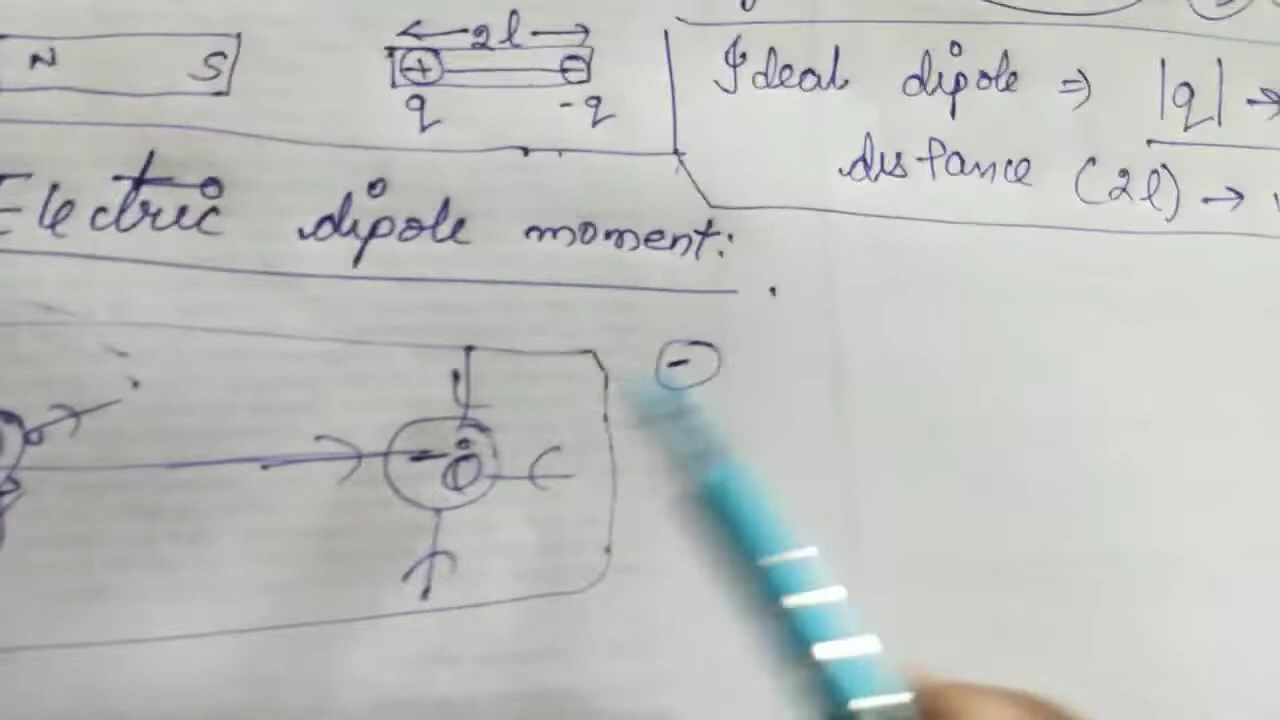 N S
2l
+ -
q -q
Ideal dipole ⇒ |q| →
distance (2l) →
Electric dipole moment:
-
-